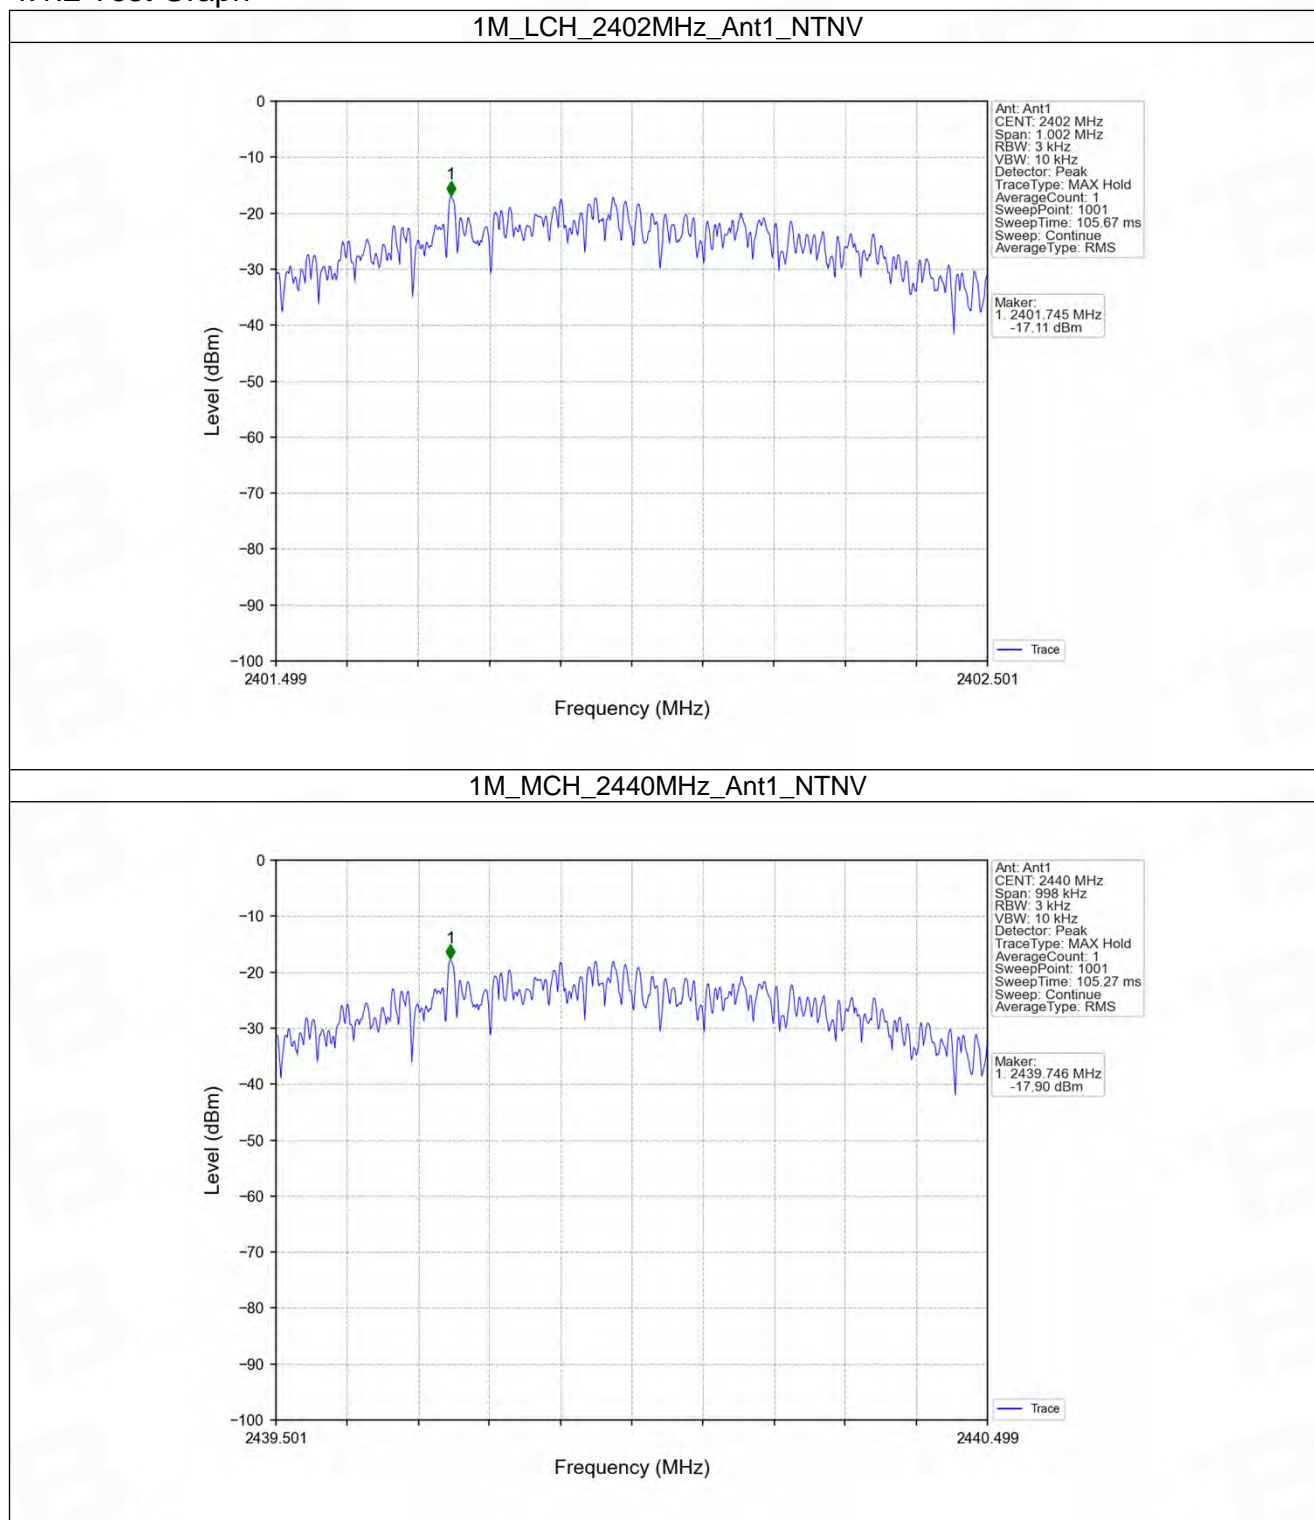 1M_LCH_2402MHz_Ant1_NTNV
0
−10
−20
−30
−40
−50
−60
−70
−80
−90
−100
Level (dBm)
1
2401.499
2402.501
Frequency (MHz)
Ant: Ant1
CENT: 2402 MHz
Span: 1.002 MHz
RBW: 3 kHz
VBW: 10 kHz
Detector: Peak
TraceType: MAX Hold
AverageCount: 1
SweepPoint: 1001
SweepTime: 105.67 ms
Sweep: Continue
AverageType: RMS
Maker:
1. 2401.745 MHz
-17.11 dBm
Trace
1M_MCH_2440MHz_Ant1_NTNV
0
−10
−20
−30
−40
−50
−60
−70
−80
−90
−100
Level (dBm)
1
2439.501
2440.499
Frequency (MHz)
Ant: Ant1
CENT: 2440 MHz
Span: 998 kHz
RBW: 3 kHz
VBW: 10 kHz
Detector: Peak
TraceType: MAX Hold
AverageCount: 1
SweepPoint: 1001
SweepTime: 105.27 ms
Sweep: Continue
AverageType: RMS
Maker:
1. 2439.746 MHz
-17.90 dBm
Trace